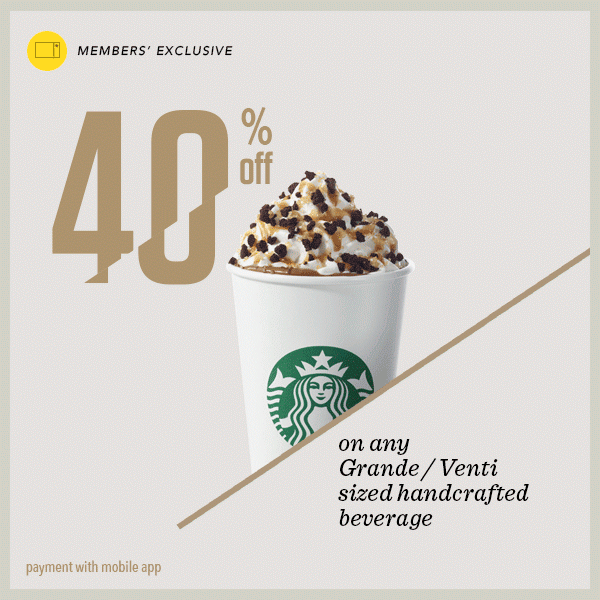 MEMBERS' EXCLUSIVE
40%
off
on any
Grande / Venti
sized handcrafted
beverage
payment with mobile app